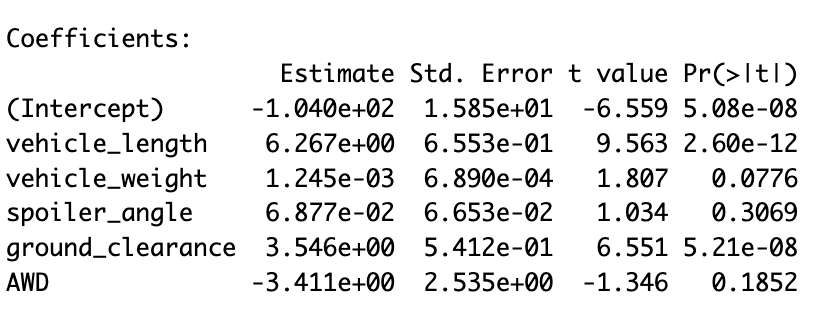 Coefficients:
Estimate Std. Error t value Pr(>|t|)
(Intercept) -1.040e+02 1.585e+01 -6.559 5.08e-08
vehicle_length 6.267e+00 6.553e-01 9.563 2.60e-12
vehicle_weight 1.245e-03 6.890e-04 1.807 0.0776
spoiler_angle 6.877e-02 6.653e-02 1.034 0.3069
ground_clearance 3.546e+00 5.412e-01 6.551 5.21e-08
AWD -3.411e+00 2.535e+00 -1.346 0.1852